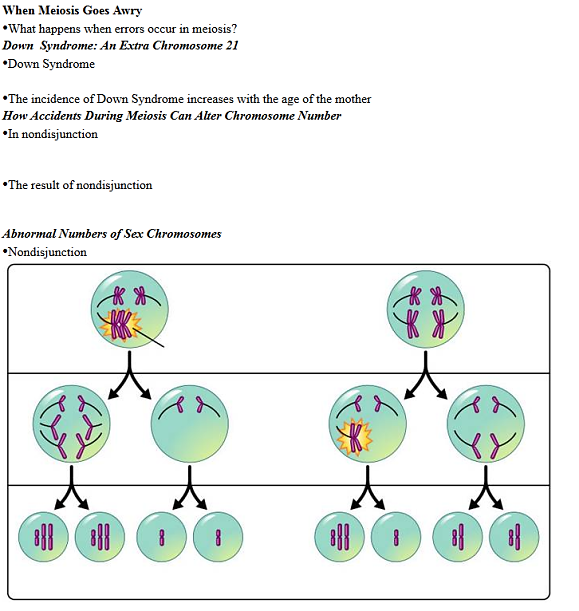 When Meiosis Goes Awry
•What happens when errors occur in meiosis?
Down  Syndrome: An Extra Chromosome 21
•Down Syndrome
•The incidence of Down Syndrome increases with the age of the mother
How Accidents During Meiosis Can Alter Chromosome Number
•In nondisjunction
•The result of nondisjunction
Abnormal Numbers of Sex Chromosomes
•Nondisjunction